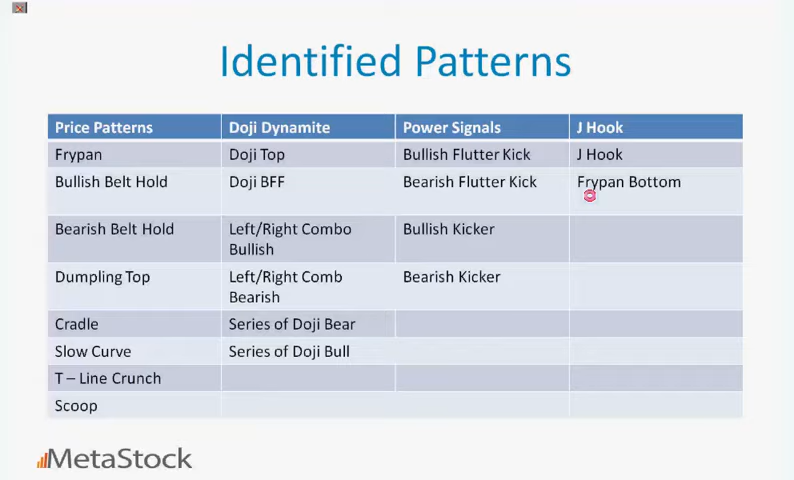 Identified Patterns
Price Patterns Doji Dynamite Power Signals J Hook
Frypan Doji Top Bullish Flutter Kick J Hook
Bullish Belt Hold Doji BFF Bearish Flutter Kick Frypan Bottom
Bearish Belt Hold Left/Right Combo Bullish Bullish Kicker
Dumpling Top Left/Right Comb Bearish Bearish Kicker
Cradle Series of Doji Bear
Slow Curve Series of Doji Bull
T – Line Crunch
Scoop
MetaStock